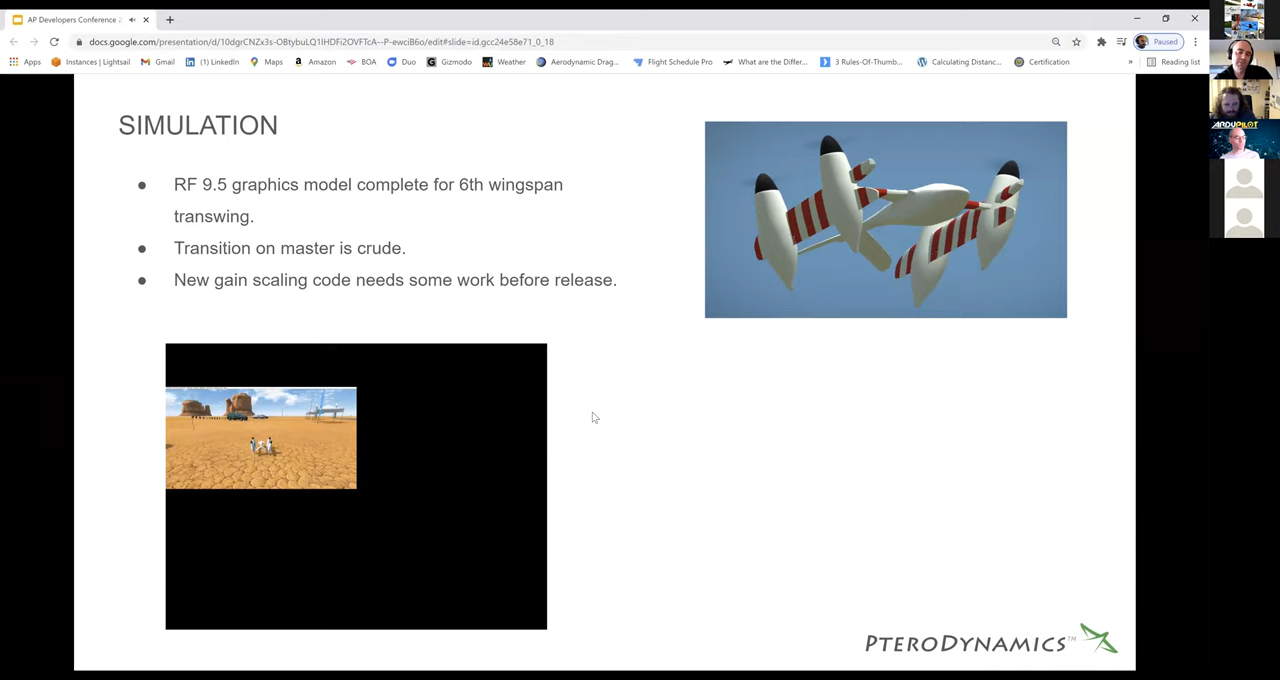 AP Developers Conference 2
docs.google.com/presentation/d/10dgrCNZx3s-OBtybuLQ1IHDFi2OVFTcA--P-ewciB6o/edit#slide=id.gcc24e58e71_0_18
Paused
Apps
Instances | Lightsail
Gmail
(1) LinkedIn
Maps
Amazon
BOA
Duo
Gizmodo
Weather
Aerodynamic Drag...
Flight Schedule Pro
What are the Differ...
3 Rules-Of-Thumb...
Calculating Distanc...
Certification
»
Reading list
SIMULATION
● RF 9.5 graphics model complete for 6th wingspan
transwing.
● Transition on master is crude.
● New gain scaling code needs some work before release.
ARDUPILOT
PTERODYNAMICS™